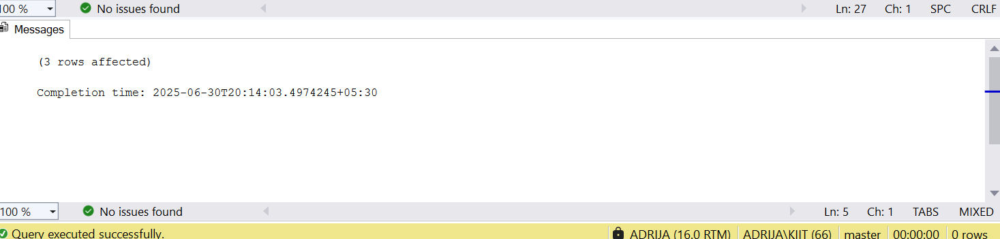 100 % No issues found Ln: 27 Ch: 1 SPC CRLF
Messages
(3 rows affected)
Completion time: 2025-06-30T20:14:03.4974245+05:30
100 % No issues found Ln: 5 Ch: 1 TABS MIXED
Query executed successfully. ADRIJA (16.0 RTM) ADRIJA\KIIT (66) master 00:00:00 0 rows